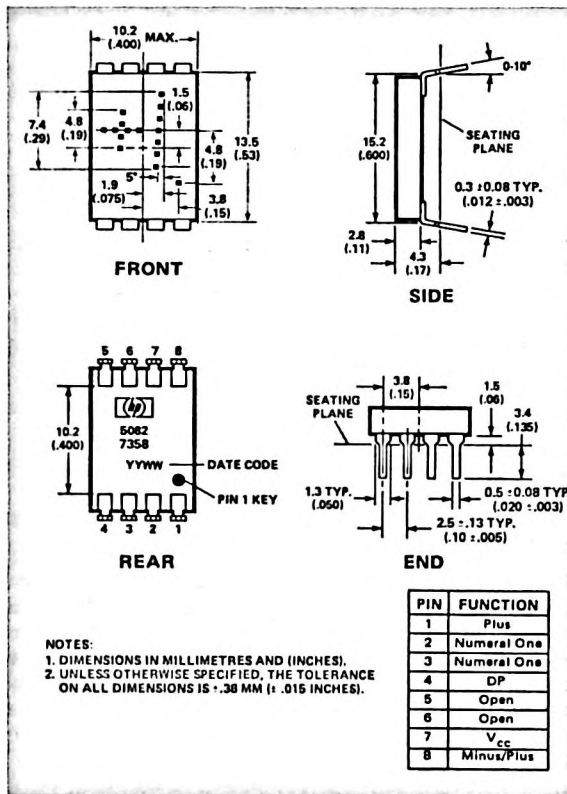 10.2
(.400) MAX.
1.5
(.06)
7.4
(.29)
4.8
(.19)
4.8
(.19)
13.5
(.53)
5°
1.9
(.075)
3.8
(.15)
FRONT
0-10°
15.2
(.600)
SEATING
PLANE
0.3 ±0.08 TYP.
(.012 ±.003)
2.8
(.11)
4.3
(.17)
SIDE
5 6 7 8
hp
5082
7358
YYWW DATE CODE
PIN 1 KEY
10.2
(.400)
4 3 2 1
REAR
SEATING
PLANE
3.8
(.15)
1.5
(.06)
3.4
(.135)
1.3 TYP.
(.050)
0.5 ±0.08 TYP.
(.020 ±.003)
2.5 ±.13 TYP.
(.10 ±.005)
END
PIN FUNCTION
1 Plus
2 Numeral One
3 Numeral One
4 DP
5 Open
6 Open
7 Vcc
8 Minus/Plus
NOTES:
1. DIMENSIONS IN MILLIMETRES AND (INCHES).
2. UNLESS OTHERWISE SPECIFIED, THE TOLERANCE
ON ALL DIMENSIONS IS ±.38 MM (± .015 INCHES).